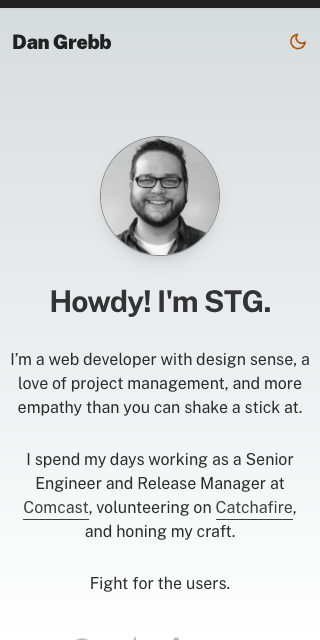 Dan Grebb
Howdy! I'm STG.
I’m a web developer with design sense, a
love of project management, and more
empathy than you can shake a stick at.
I spend my days working as a Senior
Engineer and Release Manager at
Comcast, volunteering on Catchafire,
and honing my craft.
Fight for the users.